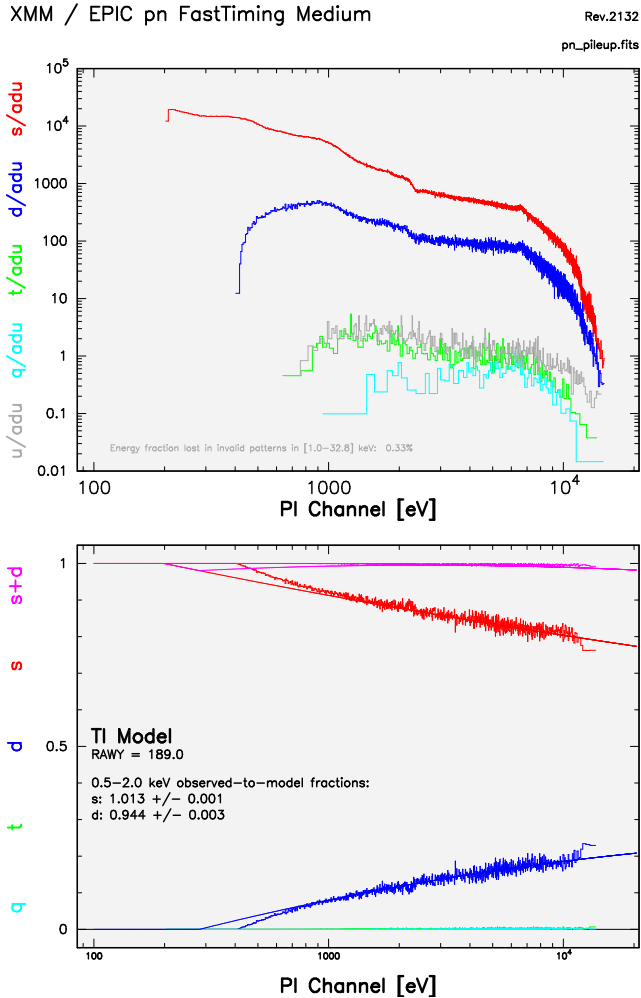 XMM / EPIC pn FastTiming Medium
Rev.2132
pn_pileup.fits
10^5
10^4
1000
100
10
1
0.1
0.01
u/adu q/adu t/adu d/adu s/adu
Energy fraction lost in invalid patterns in [1.0-32.8] keV: 0.33%
100 1000 10^4
PI Channel [eV]
1
0.5
0
q t d s s+d
TI Model
RAWY = 189.0
0.5-2.0 keV observed-to-model fractions:
s: 1.013 +/- 0.001
d: 0.944 +/- 0.003
100 1000 10^4
PI Channel [eV]